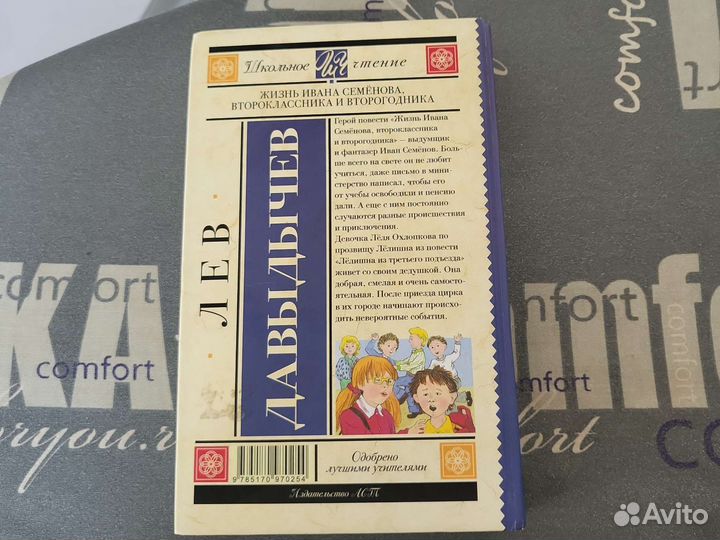 Школьное ШЧ чтение
ЖИЗНЬ ИВАНА СЕМЁНОВА,
ВТОРОКЛАССНИКА И ВТОРОГОДНИКА
ЛЕВ
ДАВЫДЫЧЕВ
Герой повести «Жизнь Ивана
Семёнова, второклассника
и второгодника» — выдумщик
и фантазер Иван Семёнов. Боль-
ше всего на свете он не любит
учиться, даже письмо в мини-
стерство написал, чтобы его
от учебы освободили и пенсию
дали. А еще с ним постоянно
случаются разные происшествия
и приключения.
Девочка Лёля Охлопкова по
прозвищу Лёлишна из повести
«Лёлишна из третьего подъезда»
живет со своим дедушкой. Она
добрая, смелая и очень самосто-
ятельная. После приезда цирка
в их городе начинают происхо-
дить невероятные события.
9 785170 970254
Одобрено
лучшими учителями
Издательство АСТ
comfort
comfort
comfort
comfort
comfort
comfort
foryou.r
Avito